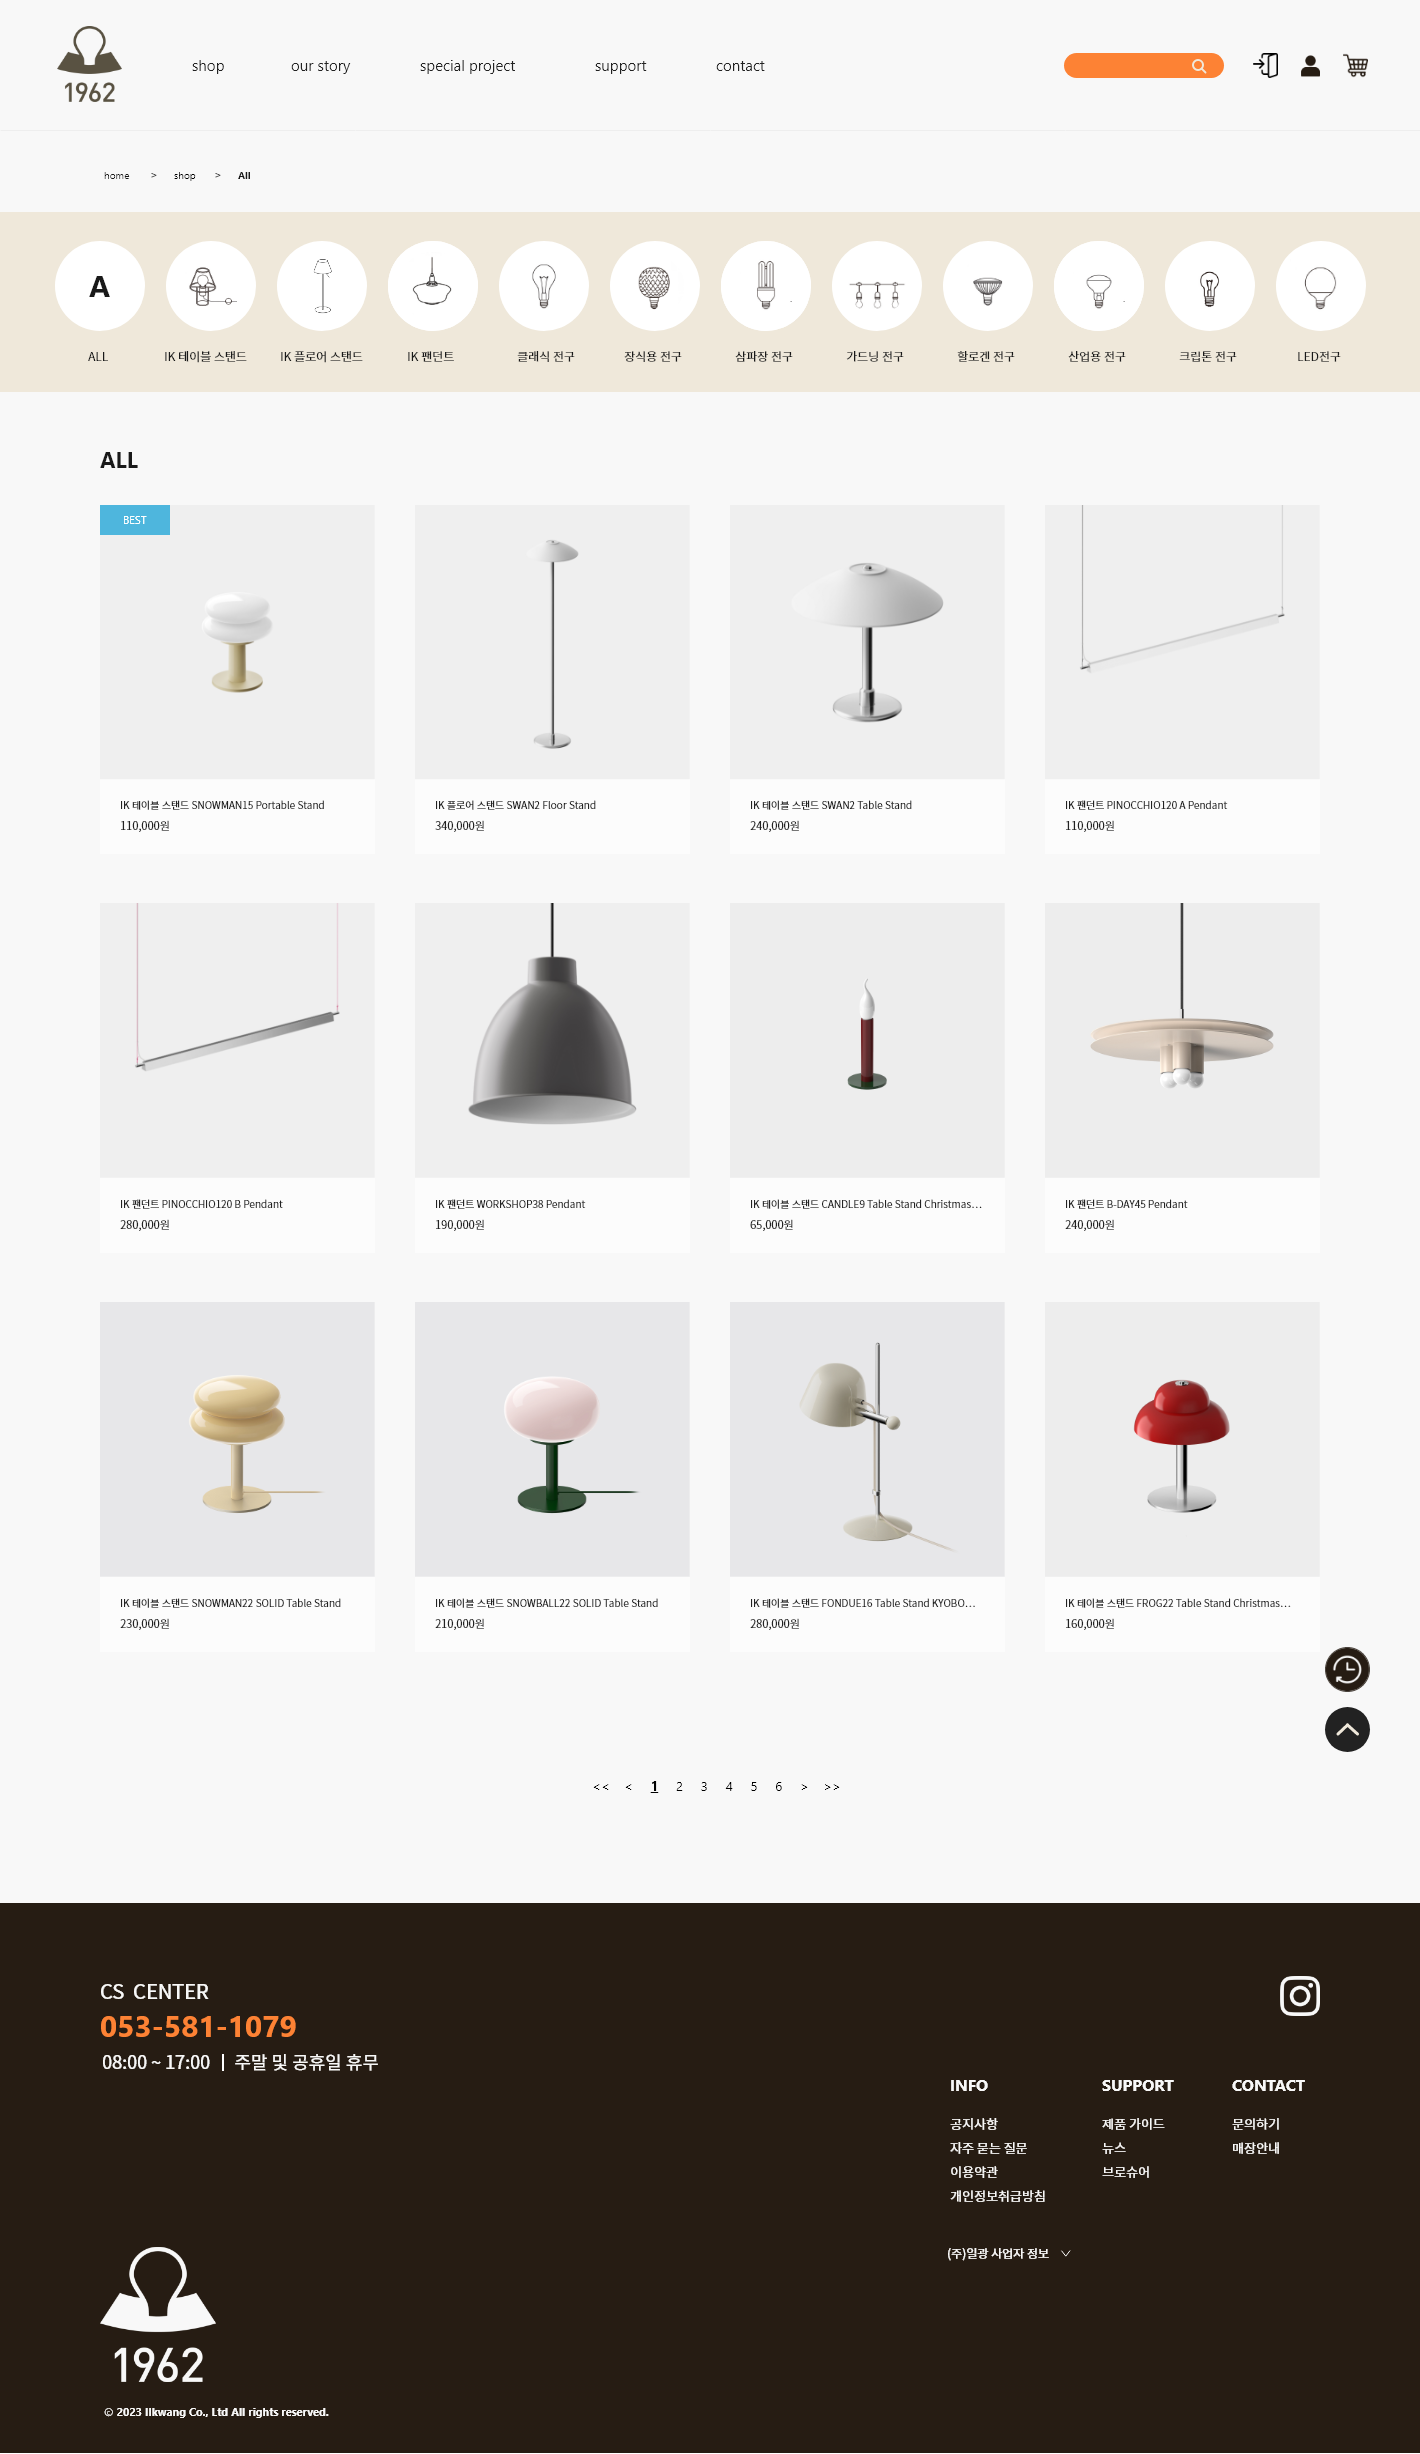 1962
shop
our story
special project
support
contact
home > shop > All
A
ALL
IK 테이블 스탠드
IK 플로어 스탠드
IK 팬던트
클래식 전구
장식용 전구
삼파장 전구
가드닝 전구
할로겐 전구
산업용 전구
크립톤 전구
LED전구
ALL
BEST
IK 테이블 스탠드 SNOWMAN15 Portable Stand
110,000원
IK 플로어 스탠드 SWAN2 Floor Stand
340,000원
IK 테이블 스탠드 SWAN2 Table Stand
240,000원
IK 팬던트 PINOCCHIO120 A Pendant
110,000원
IK 팬던트 PINOCCHIO120 B Pendant
280,000원
IK 팬던트 WORKSHOP38 Pendant
190,000원
IK 테이블 스탠드 CANDLE9 Table Stand Christmas...
65,000원
IK 팬던트 B-DAY45 Pendant
240,000원
IK 테이블 스탠드 SNOWMAN22 SOLID Table Stand
230,000원
IK 테이블 스탠드 SNOWBALL22 SOLID Table Stand
210,000원
IK 테이블 스탠드 FONDUE16 Table Stand KYOBO...
280,000원
IK 테이블 스탠드 FROG22 Table Stand Christmas...
160,000원
<< < 1 2 3 4 5 6 > >>
CS CENTER
053-581-1079
08:00 ~ 17:00 | 주말 및 공휴일 휴무
INFO
공지사항
자주 묻는 질문
이용약관
개인정보취급방침
SUPPORT
제품 가이드
뉴스
브로슈어
CONTACT
문의하기
매장안내
(주)일광 사업자 정보
1962
© 2023 Ilkwang Co., Ltd All rights reserved.